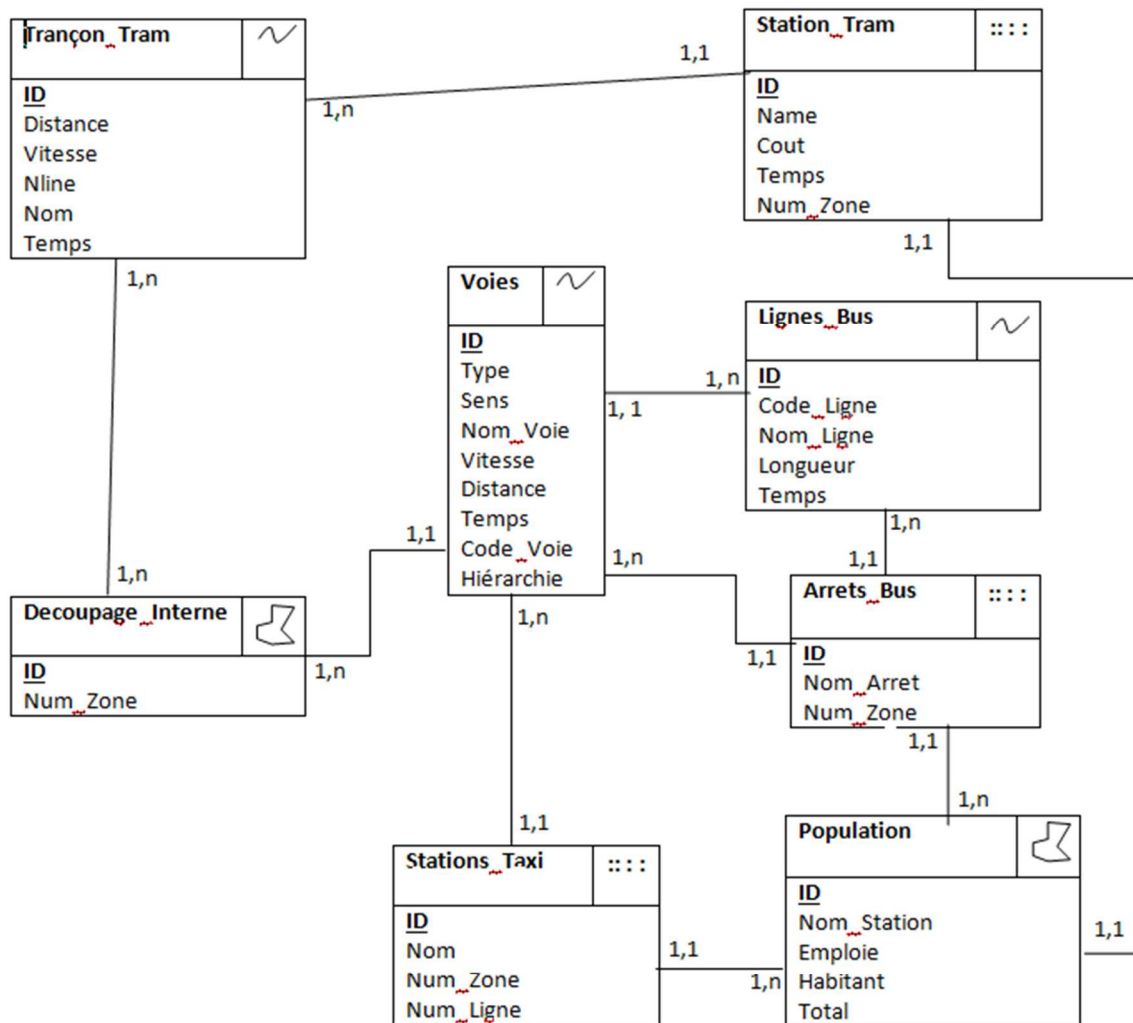 Trançon_Tram
ID
Distance
Vitesse
Nline
Nom
Temps
1,n
1,1
Station_Tram
ID
Name
Cout
Temps
Num_Zone
1,1
1,n
1,n
Voies
ID
Type
Sens
Nom_Voie
Vitesse
Distance
Temps
Code_Voie
Hiérarchie
1, 1
1, n
Lignes_Bus
ID
Code_Ligne
Nom_Ligne
Longueur
Temps
1,n
1,1
Decoupage_Interne
ID
Num_Zone
1,n
1,1
1,n
1,1
Arrets_Bus
ID
Nom_Arret
Num_Zone
1,1
1,n
1,n
1,1
Stations_Taxi
ID
Nom
Num_Zone
Num_Ligne
1,1
1,n
Population
ID
Nom_Station
Emploie
Habitant
Total
1,1